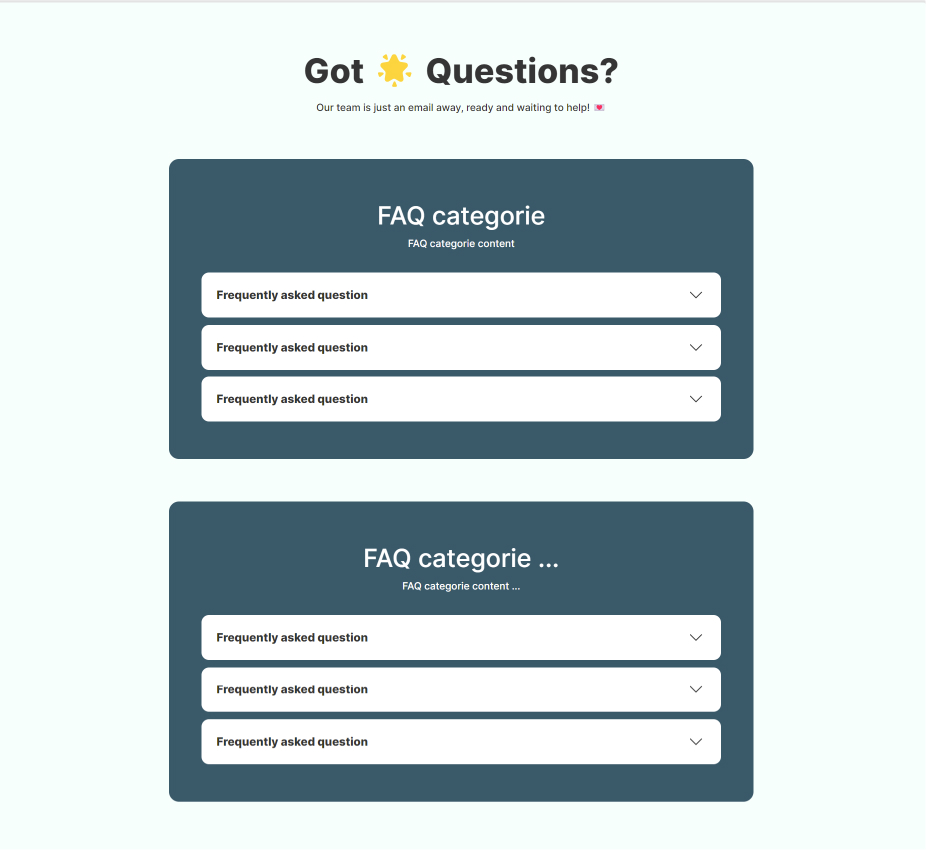 Got 🌟 Questions?
Our team is just an email away, ready and waiting to help! 💌
FAQ categorie
FAQ categorie content
Frequently asked question
Frequently asked question
Frequently asked question
FAQ categorie ...
FAQ categorie content ...
Frequently asked question
Frequently asked question
Frequently asked question